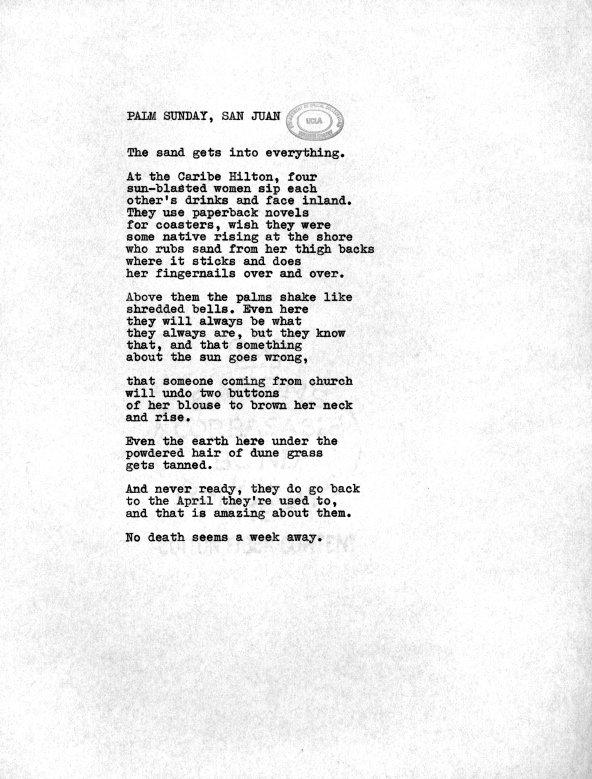 PALM SUNDAY, SAN JUAN
UCLA
The sand gets into everything.
At the Caribe Hilton, four
sun-blasted women sip each
other's drinks and face inland.
They use paperback novels
for coasters, wish they were
some native rising at the shore
who rubs sand from her thigh backs
where it sticks and does
her fingernails over and over.
Above them the palms shake like
shredded bells. Even here
they will always be what
they always are, but they know
that, and that something
about the sun goes wrong,
that someone coming from church
will undo two buttons
of her blouse to brown her neck
and rise.
Even the earth here under the
powdered hair of dune grass
gets tanned.
And never ready, they do go back
to the April they're used to,
and that is amazing about them.
No death seems a week away.